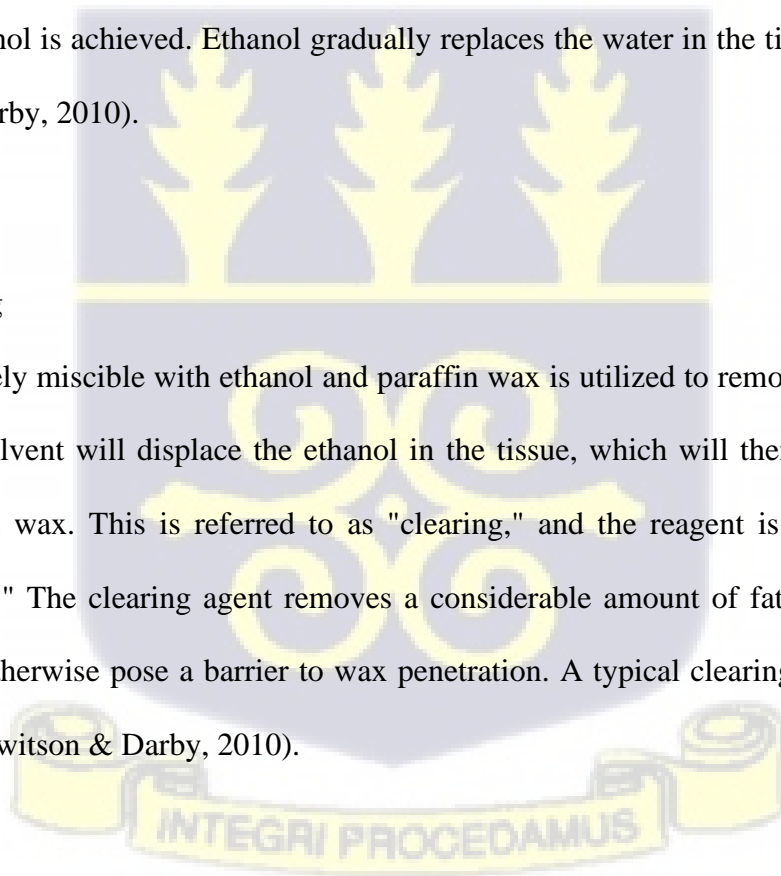 nol is achieved. Ethanol gradually replaces the water in the ti
rby, 2010).
g
ely miscible with ethanol and paraffin wax is utilized to remo
lvent will displace the ethanol in the tissue, which will the
wax. This is referred to as "clearing," and the reagent is
" The clearing agent removes a considerable amount of fat
herwise pose a barrier to wax penetration. A typical clearing
witson & Darby, 2010).
INTEGRI PROCEDAMUS